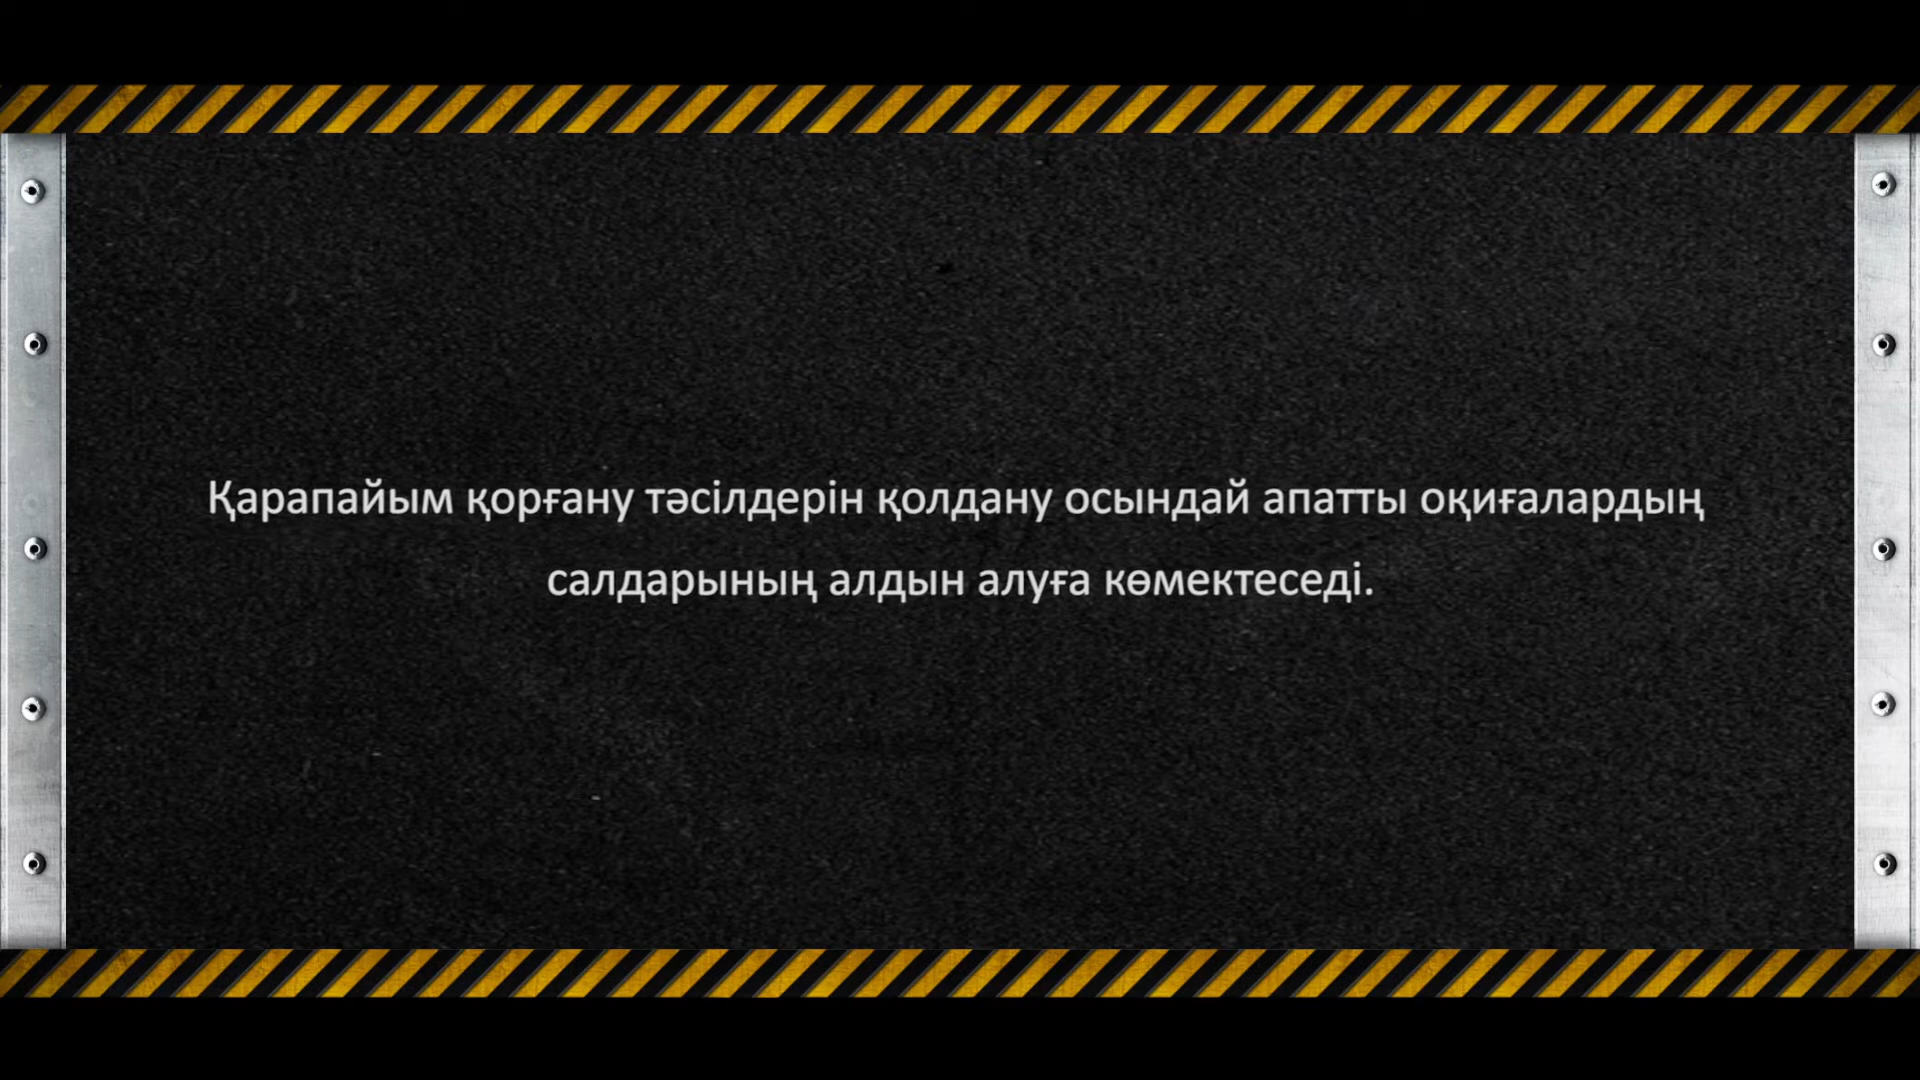 Қарапайым қорғану тәсілдерін қолдану осындай апатты оқиғалардың
салдарының алдын алуға көмектеседі.